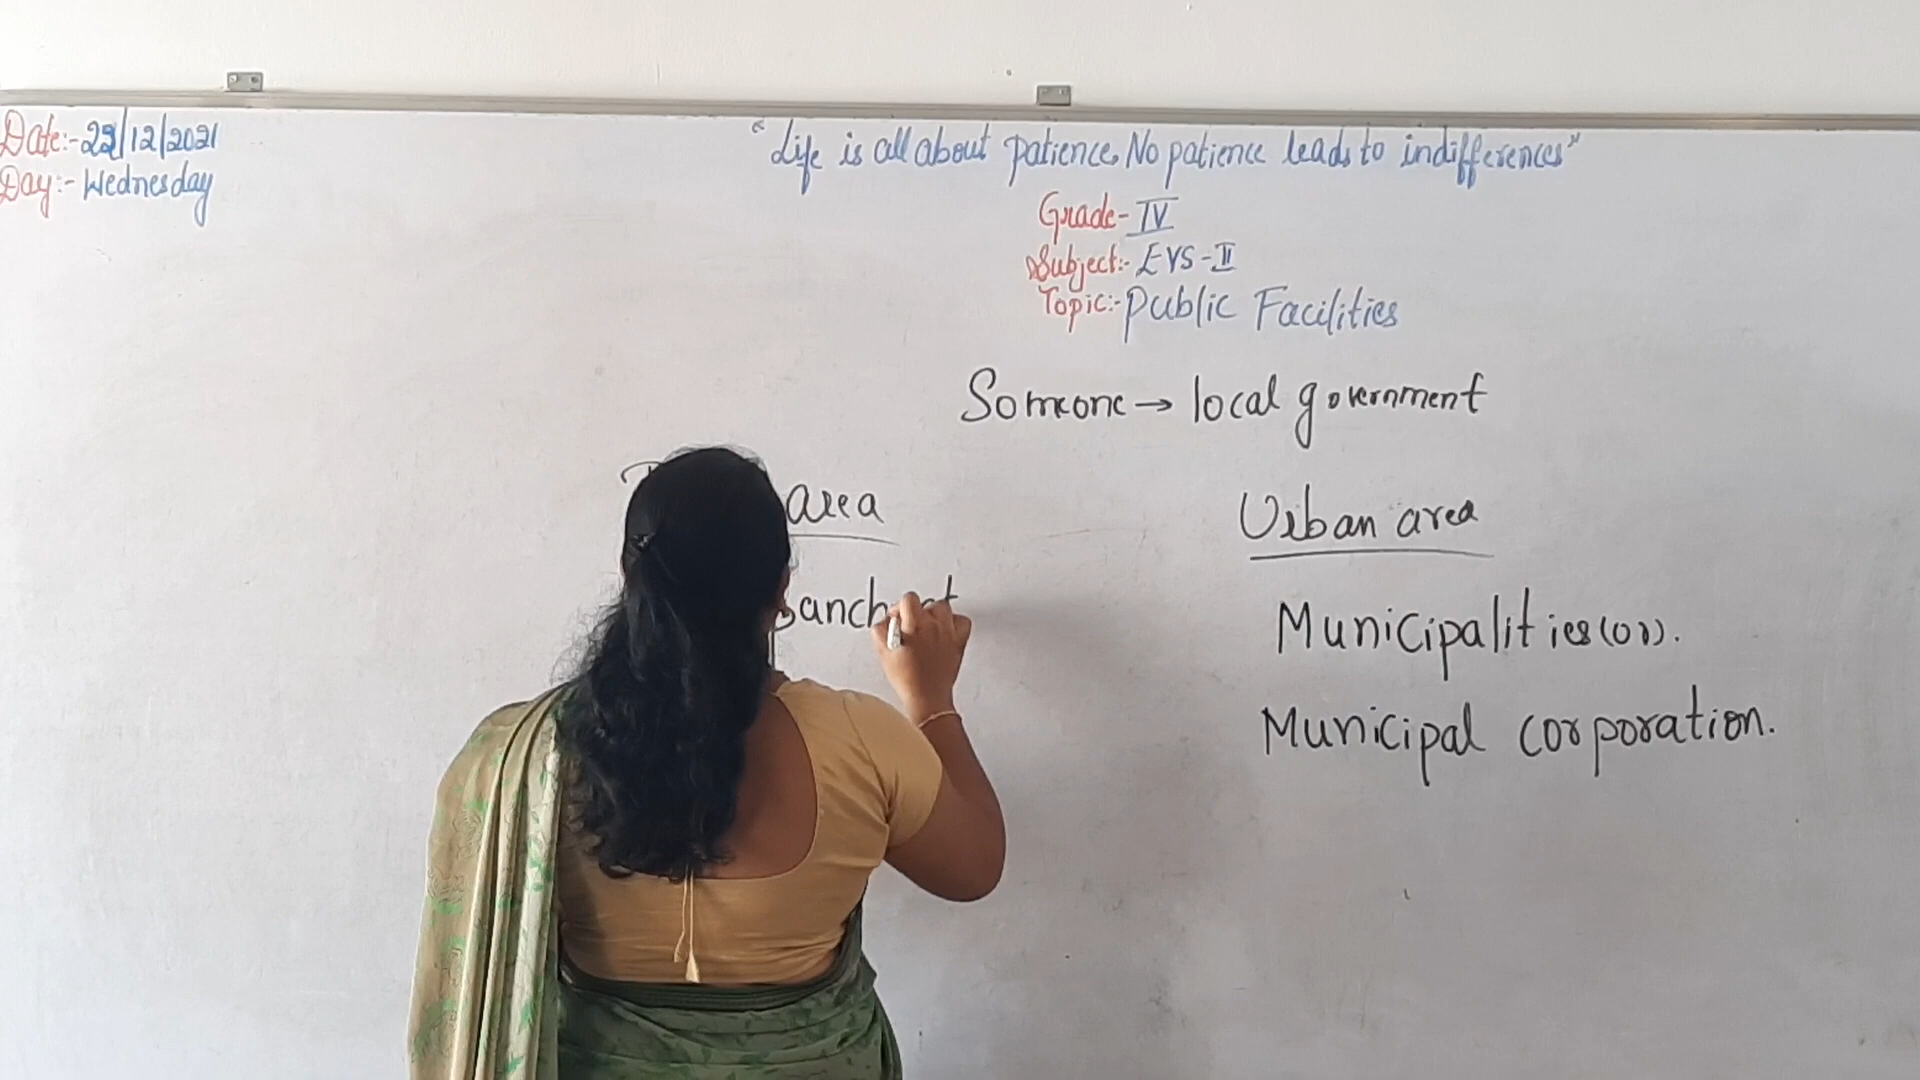 Date:-22/12/2021
Day:- Wednesday
"Life is all about patience. No patience leads to indifferences"
Grade- IV
Subject:- EVS-II
Topic:- Public Facilities
Someone → local government
area
Urban area
Municipalities (or).
Municipal corporation.